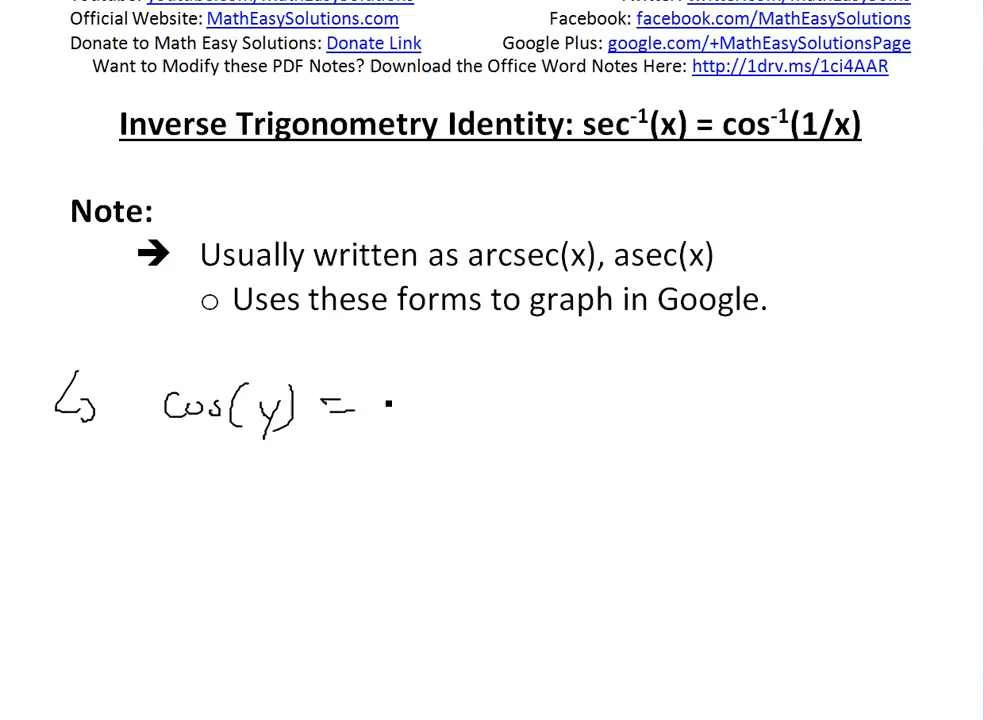 Official Website: MathEasySolutions.com Facebook: facebook.com/MathEasySolutions
Donate to Math Easy Solutions: Donate Link Google Plus: google.com/+MathEasySolutionsPage
Want to Modify these PDF Notes? Download the Office Word Notes Here: http://1drv.ms/1ci4AAR
Inverse Trigonometry Identity: sec⁻¹(x) = cos⁻¹(1/x)
Note:
➔ Usually written as arcsec(x), asec(x)
o Uses these forms to graph in Google.
↳ cos(y) =